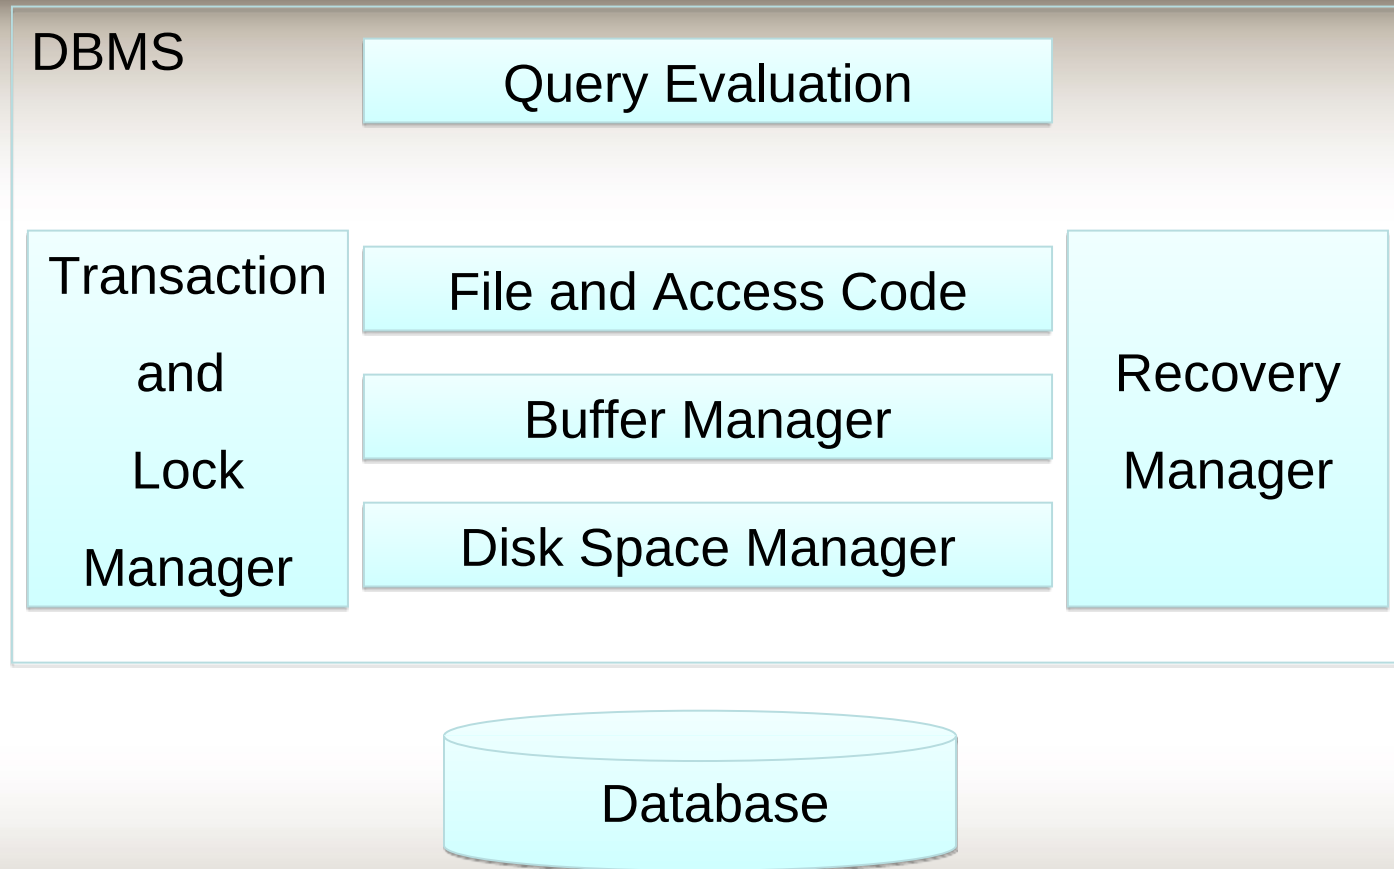 DBMS
Query Evaluation
Transaction
and
Lock
Manager
File and Access Code
Buffer Manager
Disk Space Manager
Recovery
Manager
Database